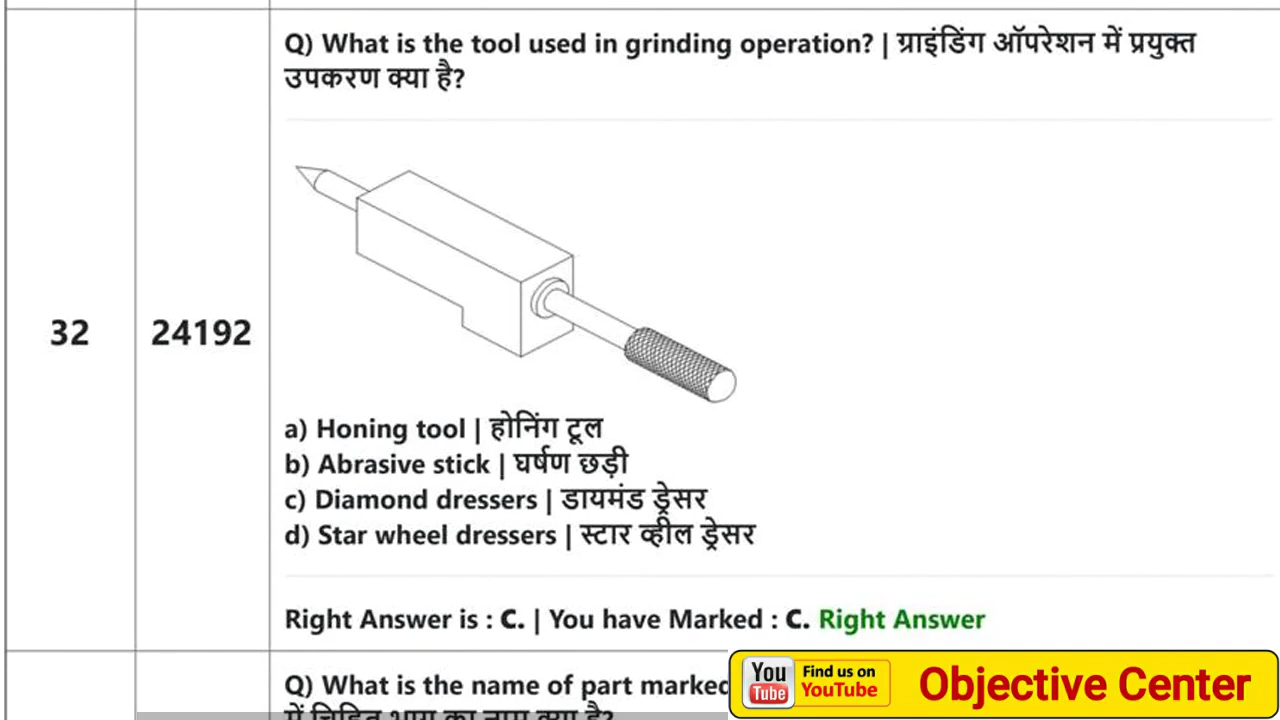 32
24192
Q) What is the tool used in grinding operation? | ग्राइंडिंग ऑपरेशन में प्रयुक्त
उपकरण क्या है?
a) Honing tool | होनिंग टूल
b) Abrasive stick | घर्षण छड़ी
c) Diamond dressers | डायमंड ड्रेसर
d) Star wheel dressers | स्टार व्हील ड्रेसर
Right Answer is : C. | You have Marked : C. Right Answer
Q) What is the name of part marked
में चिह्नित भाग का नाम क्या है?
You
Tube
Find us on
YouTube
Objective Center